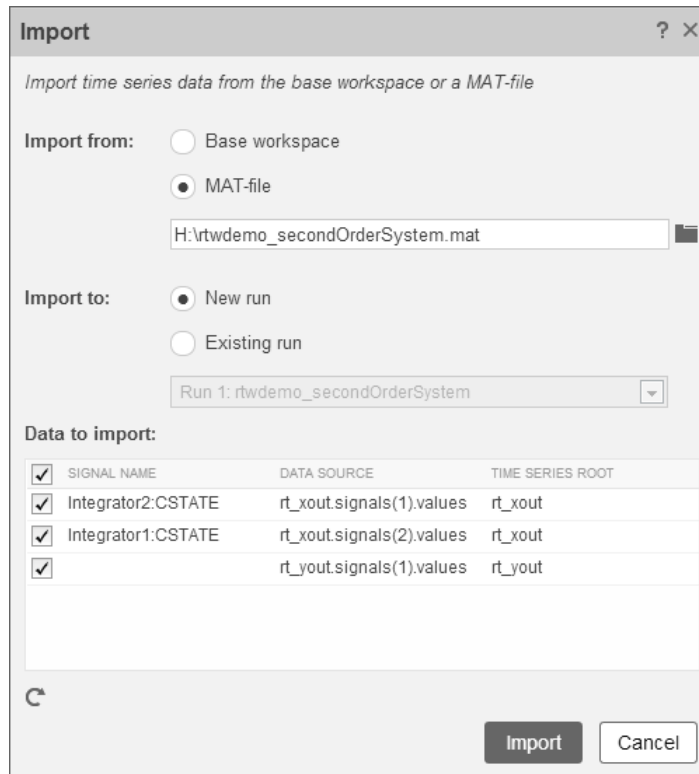 Import ? ×
Import time series data from the base workspace or a MAT-file
Import from: Base workspace
MAT-file
H:\rtwdemo_secondOrderSystem.mat
Import to: New run
Existing run
Run 1: rtwdemo_secondOrderSystem
Data to import:
SIGNAL NAME DATA SOURCE TIME SERIES ROOT
Integrator2:CSTATE rt_xout.signals(1).values rt_xout
Integrator1:CSTATE rt_xout.signals(2).values rt_xout
rt_yout.signals(1).values rt_yout
Import Cancel